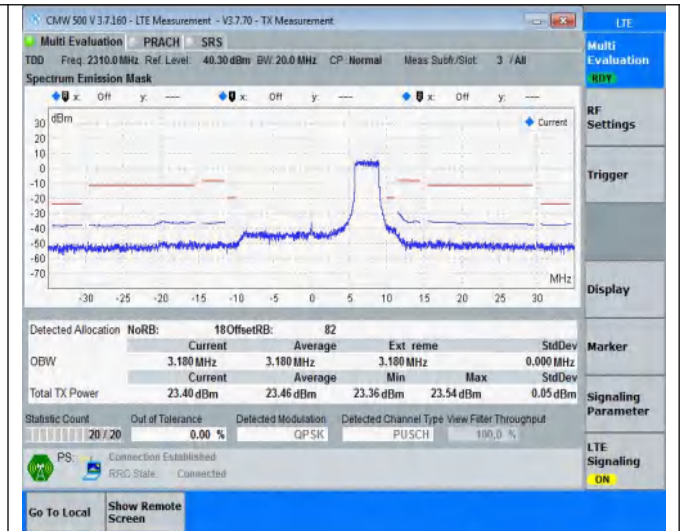 CMW 500 V 3.7.160 - LTE Measurement - V3.7.70 - TX Measurement
LTE
Multi Evaluation PRACH SRS
Multi Evaluation
RDY
TDD Freq: 2310.0 MHz Ref. Level: 40.30 dBm BW: 20.0 MHz CP: Normal Meas Subfr./Slot: 3 / All
Spectrum Emission Mask
x: Off y: --- x: Off y: --- x: Off y: ---
dBm
Current
30
20
10
0
-10
-20
-30
-40
-50
-60
-70
MHz
-30 -25 -20 -15 -10 -5 0 5 10 15 20 25 30
RF Settings
Trigger
Display
Marker
Signaling Parameter
LTE Signaling
ON
Detected Allocation NoRB: 18 OffsetRB: 82
Current Average Extreme StdDev
OBW 3.180 MHz 3.180 MHz 3.180 MHz 0.000 MHz
Current Average Min Max StdDev
Total TX Power 23.40 dBm 23.46 dBm 23.36 dBm 23.54 dBm 0.05 dBm
Statistic Count Out of Tolerance Detected Modulation Detected Channel Type View Filter Throughput
20 / 20 0.00 % QPSK PUSCH 100.0 %
PS: Connection Established
RRC State: Connected
Go To Local
Show Remote Screen